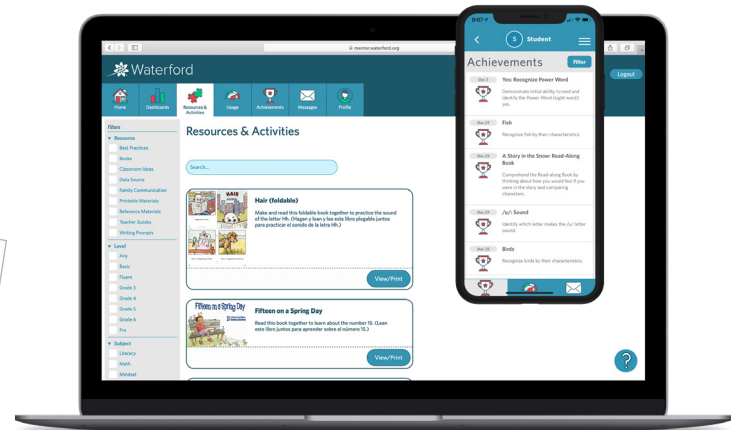 mentor.waterford.org
Waterford
Logout
Home
Dashboards
Resources &
Activities
Usage
Achievements
Messages
Profile
Filters
Resource
Best Practices
Books
Classroom Ideas
Data Source
Family Communication
Printable Materials
Reference Materials
Teacher Guides
Writing Prompts
Level
Any
Basic
Fluent
Grade 3
Grade 4
Grade 5
Grade 6
Pre
Subject
Literacy
Math
Mindset
Resources & Activities
Search...
HAIR
Hair (foldable)
Make and read this foldable book together to practice the sound
of the letter Hh. (Hagan y lean y lee este libro plegable juntos
para practicar el sonido de la letra Hh.)
View/Print
Fifteen on a Spring Day
Fifteen on a Spring Day
Read this book together to learn about the number 15. (Lean
este libro juntos para aprender sobre el número 15.)
View/Print
?
9:07
S Student
Achievements
Filter
Dec 3
Yes: Recognize Power Word
Demonstrate initial ability to read and
identify the Power Word (sight word):
yes.
Nov 29
Fish
Recognize fish by their characteristics.
Nov 29
A Story in the Snow: Read-Along
Book
Comprehend the Read-along Book by
thinking about how you would feel if you
were in the story and comparing
characters.
Nov 29
/u/: Sound
Identify which letter makes the /u/ letter
sound.
Nov 28
Birds
Recognize birds by their characteristics.